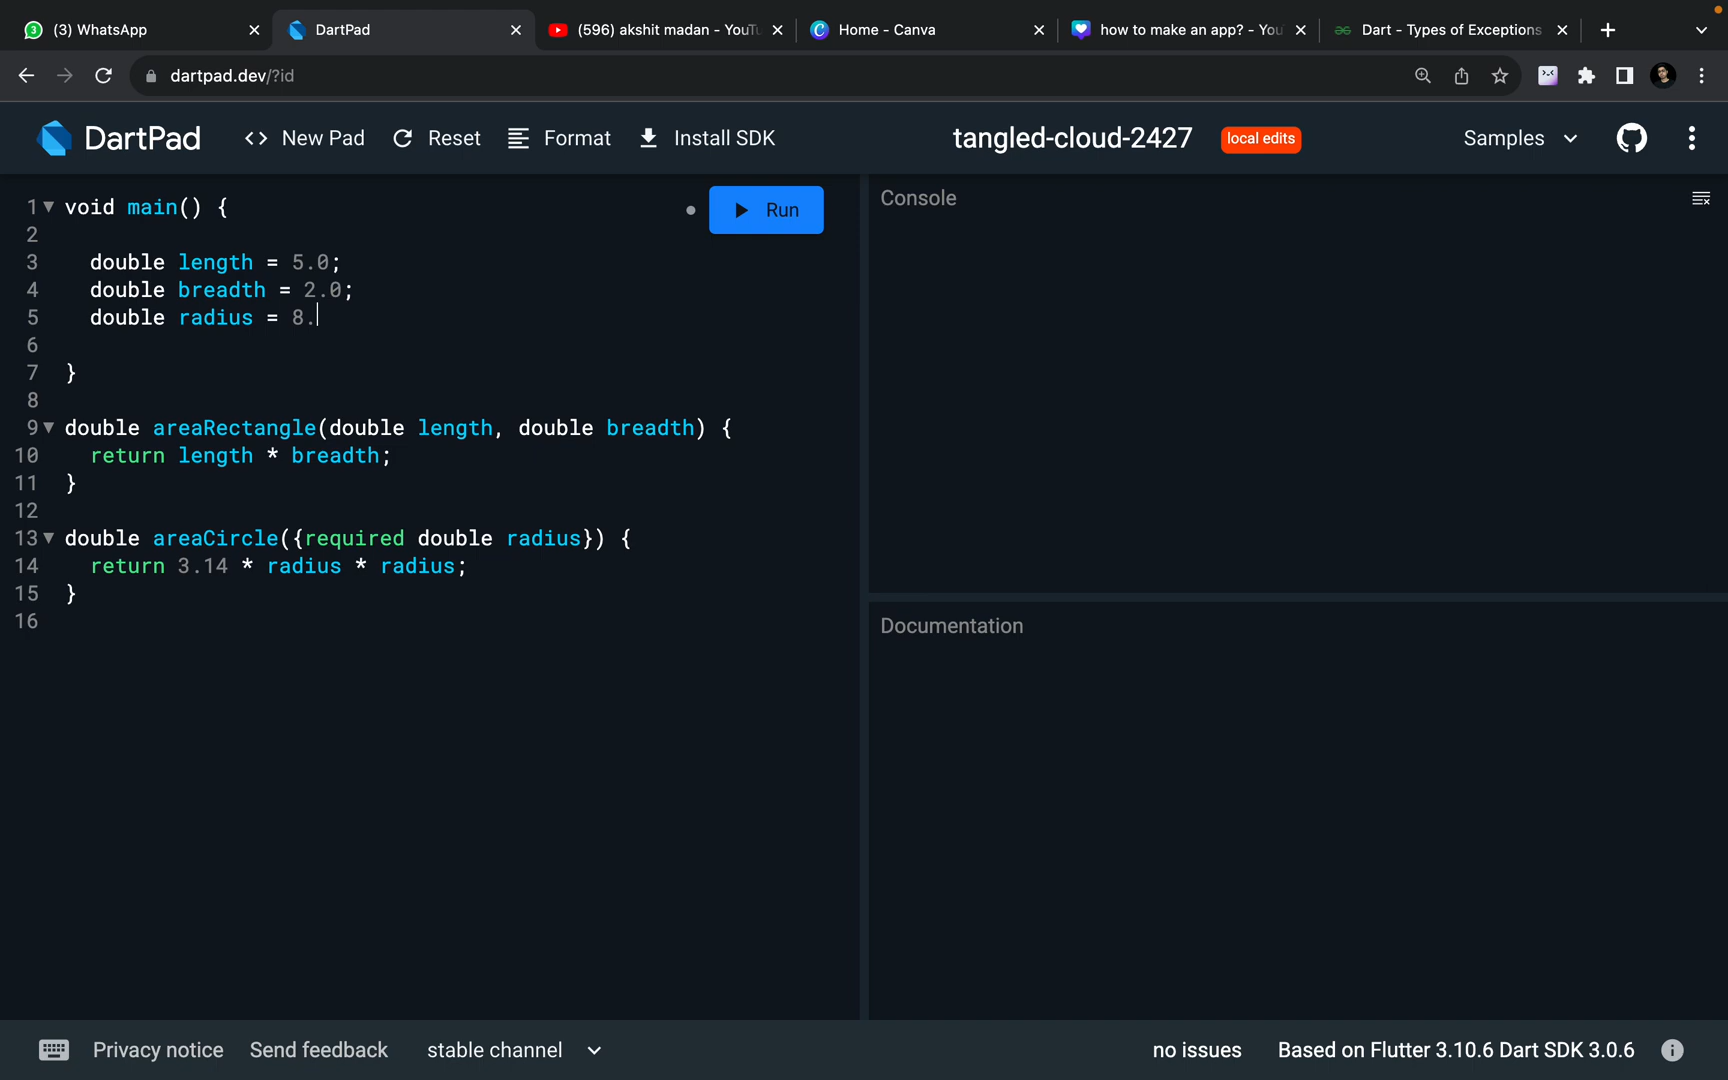 (3) WhatsApp
DartPad
(596) akshit madan - YouTu
Home - Canva
how to make an app? - You
Dart - Types of Exceptions
dartpad.dev/?id
DartPad
<> New Pad
Reset
Format
Install SDK
tangled-cloud-2427
local edits
Samples
1 void main() {
2
3 double length = 5.0;
4 double breadth = 2.0;
5 double radius = 8.
6
7 }
8
9 double areaRectangle(double length, double breadth) {
10 return length * breadth;
11 }
12
13 double areaCircle({required double radius}) {
14 return 3.14 * radius * radius;
15 }
16
Run
Console
Documentation
Privacy notice
Send feedback
stable channel
no issues
Based on Flutter 3.10.6 Dart SDK 3.0.6